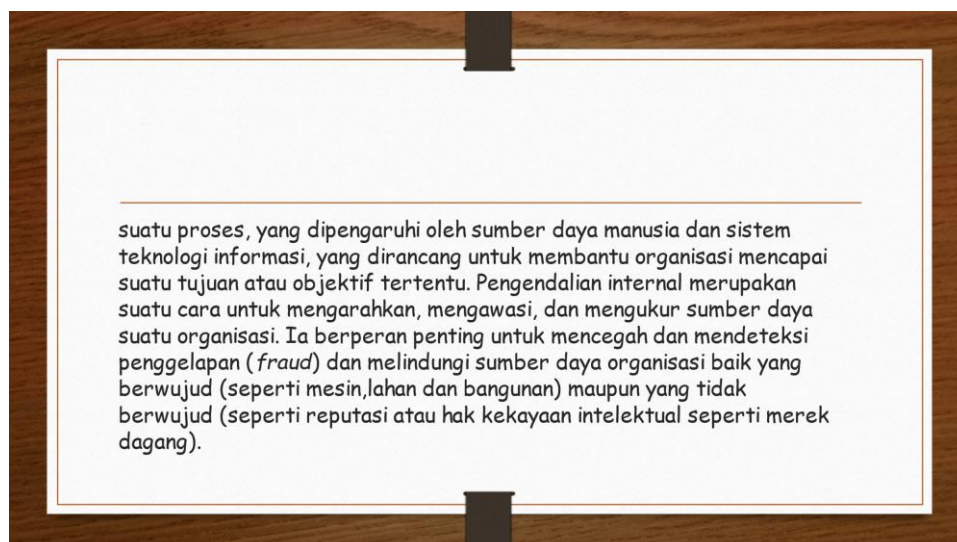 suatu proses, yang dipengaruhi oleh sumber daya manusia dan sistem
teknologi informasi, yang dirancang untuk membantu organisasi mencapai
suatu tujuan atau objektif tertentu. Pengendalian internal merupakan
suatu cara untuk mengarahkan, mengawasi, dan mengukur sumber daya
suatu organisasi. Ia berperan penting untuk mencegah dan mendeteksi
penggelapan (fraud) dan melindungi sumber daya organisasi baik yang
berwujud (seperti mesin,lahan dan bangunan) maupun yang tidak
berwujud (seperti reputasi atau hak kekayaan intelektual seperti merek
dagang).